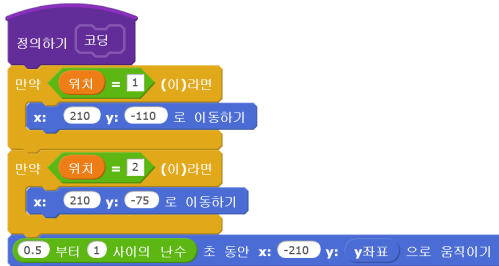 정의하기 코딩
만약 위치 = 1 (이)라면
x: 210 y: -110 로 이동하기
만약 위치 = 2 (이)라면
x: 210 y: -75 로 이동하기
0.5 부터 1 사이의 난수 초 동안 x: -210 y: y좌표 으로 움직이기